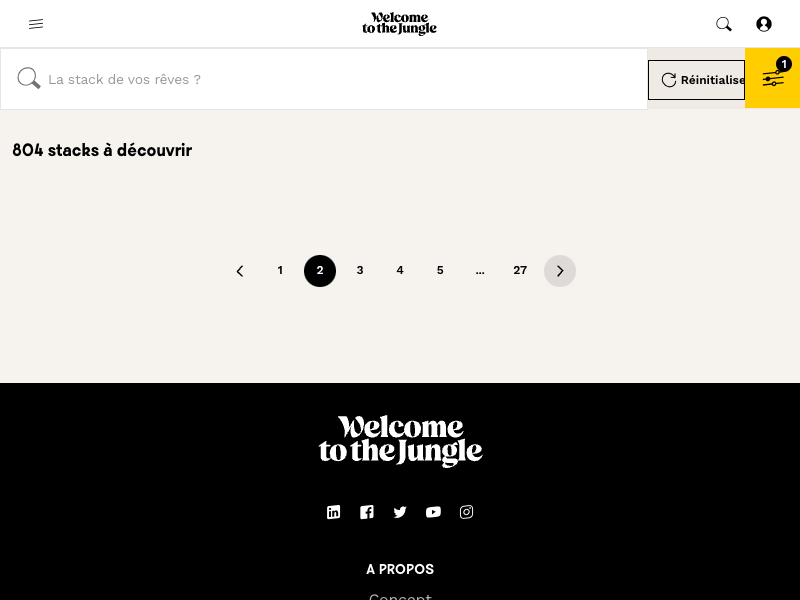 Welcome
to the Jungle
La stack de vos rêves ?
Réinitialise
1
804 stacks à découvrir
1 2 3 4 5 ... 27
Welcome
to the Jungle
A PROPOS
Concept